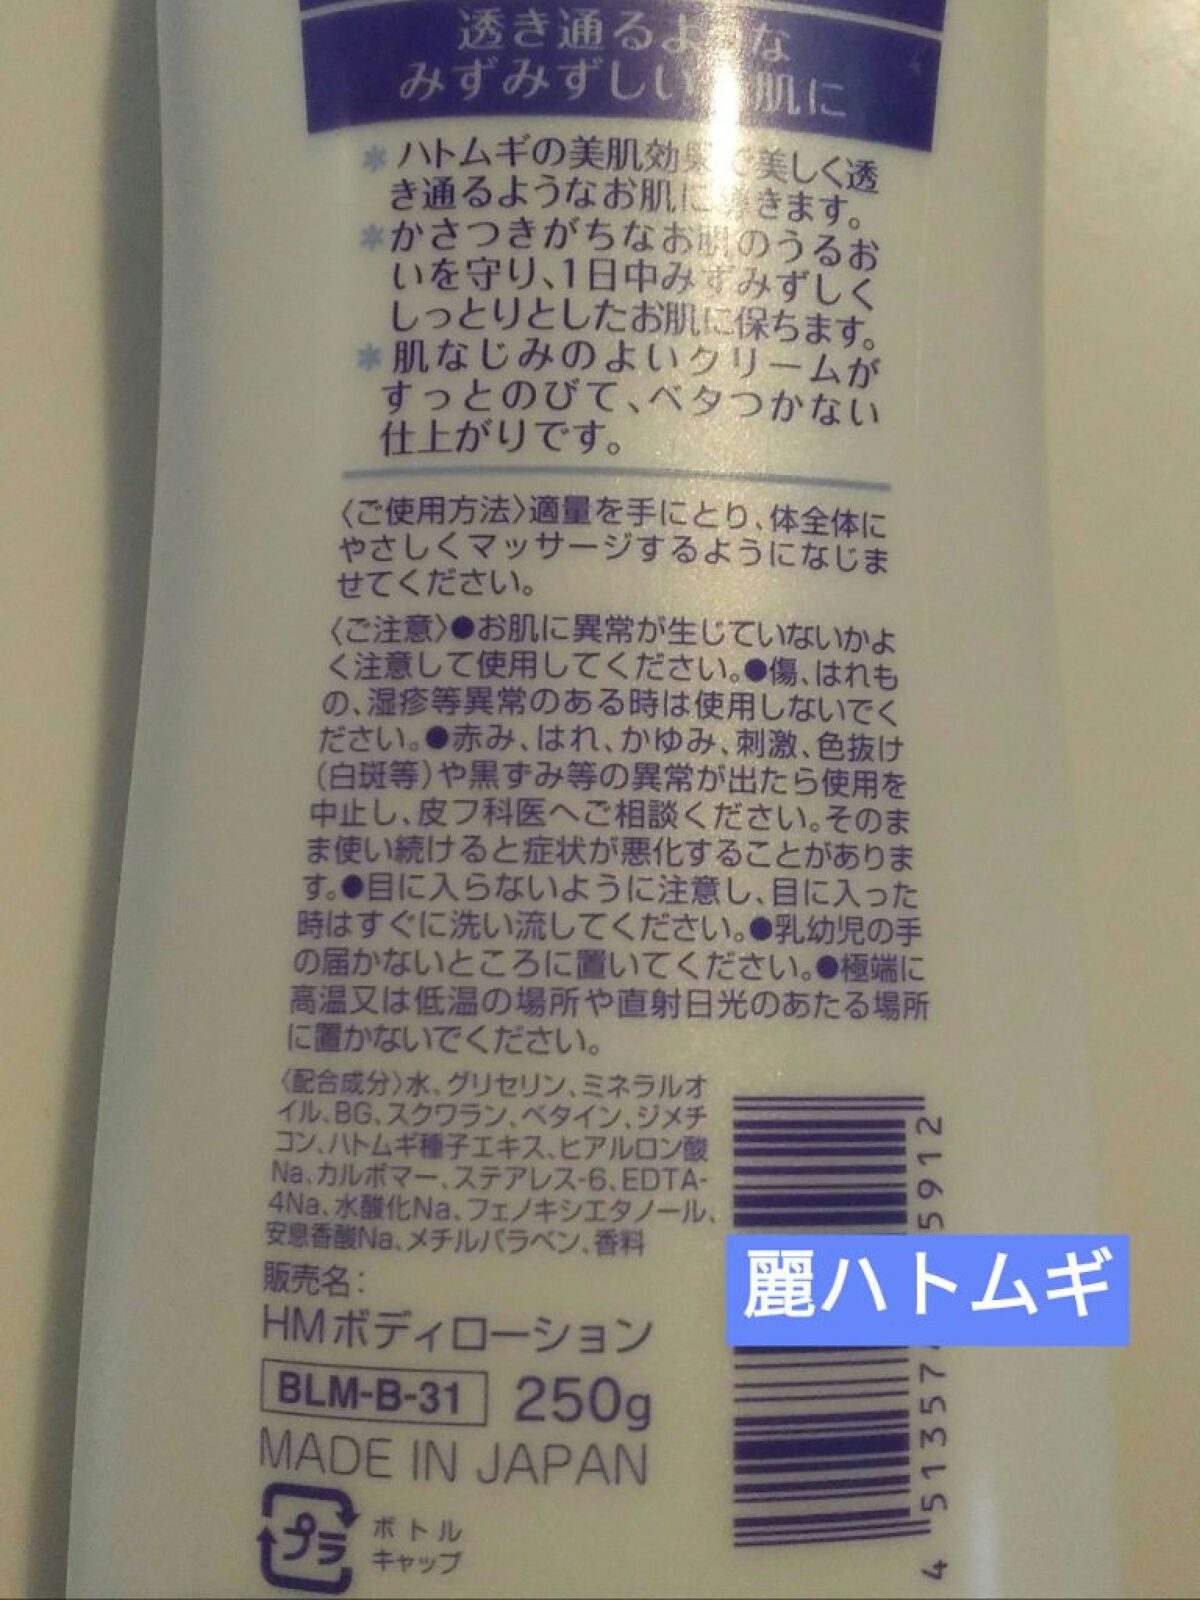 透き通るような
みずみずしい 肌に
＊ハトムギの美肌効果で美しく透
き通るようなお肌に導きます。
＊かさつきがちなお肌のうるお
いを守り、1日中みずみずしく
しっとりとしたお肌に保ちます。
＊肌なじみのよいクリームが
すっとのびて、ベタつかない
仕上がりです。
〈ご使用方法〉適量を手にとり、体全体に
やさしくマッサージするようになじま
せてください。
〈ご注意〉●お肌に異常が生じていないかよ
く注意して使用してください。●傷、はれも
の、湿疹等異常のある時は使用しないでく
ださい。●赤み、はれ、かゆみ、刺激、色抜け
(白斑等)や黒ずみ等の異常が出たら使用を
中止し、皮フ科医へご相談ください。そのま
ま使い続けると症状が悪化することがありま
す。●目に入らないように注意し、目に入った
時はすぐに洗い流してください。●乳幼児の手
の届かないところに置いてください。●極端に
高温又は低温の場所や直射日光のあたる場所
に置かないでください。
〈配合成分〉水、グリセリン、ミネラルオ
イル、BG、スクワラン、ベタイン、ジメチ
コン、ハトムギ種子エキス、ヒアルロン酸
Na、カルボマー、ステアレス-6、EDTA-
4Na、水酸化Na、フェノキシエタノール、
安息香酸Na、メチルパラベン、香料
販売名：
HMボディローション
BLM-B-31 250g
MADE IN JAPAN
プラ
ボトル
キャップ
麗ハトムギ
4 51357 5912